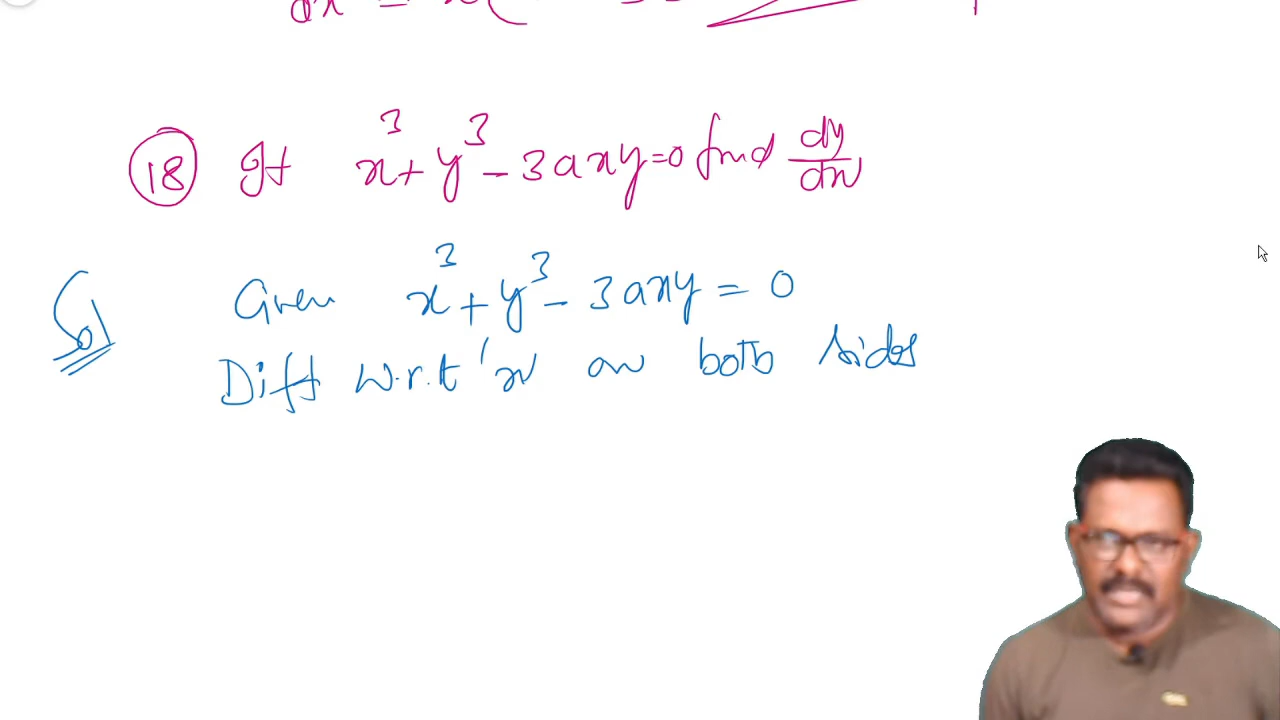 (18) If x³ + y³ - 3axy = 0 find dy/dx
Sol Given x³ + y³ - 3axy = 0
Diff w.r.t 'x' on both sides